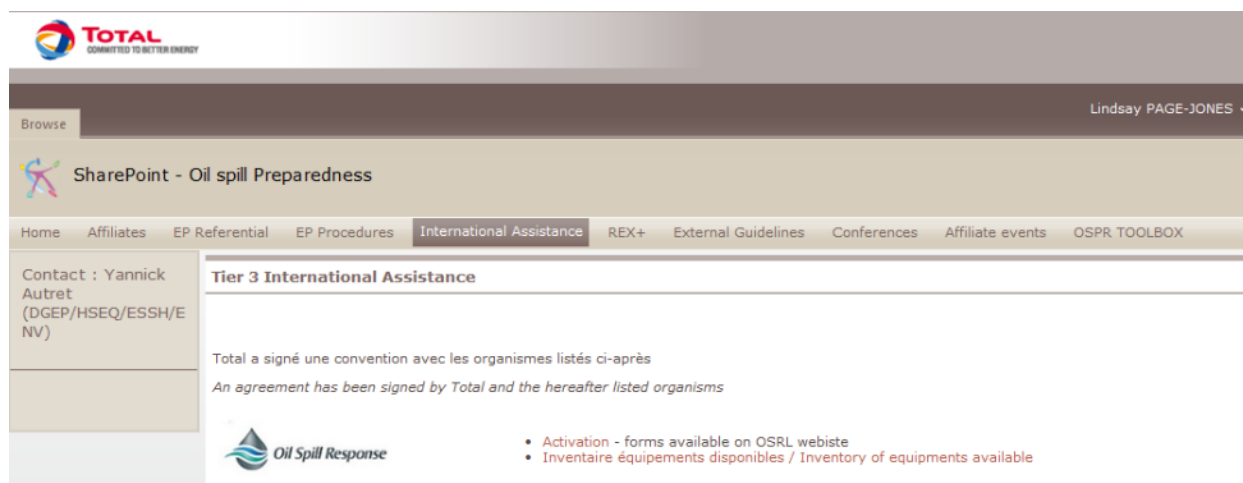 TOTAL
COMMITTED TO BETTER ENERGY
Lindsay PAGE-JONES
Browse
SharePoint - Oil spill Preparedness
Home Affiliates EP Referential EP Procedures International Assistance REX+ External Guidelines Conferences Affiliate events OSPR TOOLBOX
Contact : Yannick
Autret
(DGEP/HSEQ/ESSH/E
NV)
Tier 3 International Assistance
Total a signé une convention avec les organismes listés ci-après
An agreement has been signed by Total and the hereafter listed organisms
Oil Spill Response
• Activation - forms available on OSRL webiste
• Inventaire équipements disponibles / Inventory of equipments available